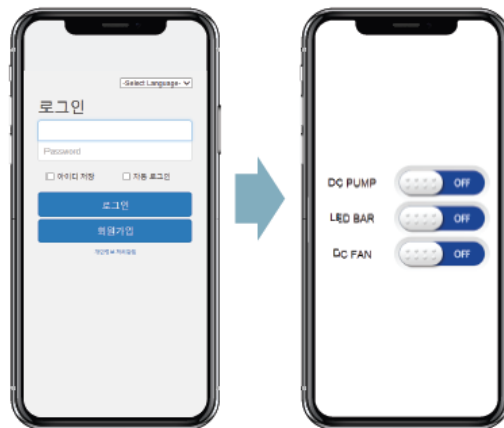 -Select Language-
로그인
Password
아이디 저장
자동 로그인
로그인
회원가입
DC PUMP
OFF
LED BAR
OFF
DC FAN
OFF